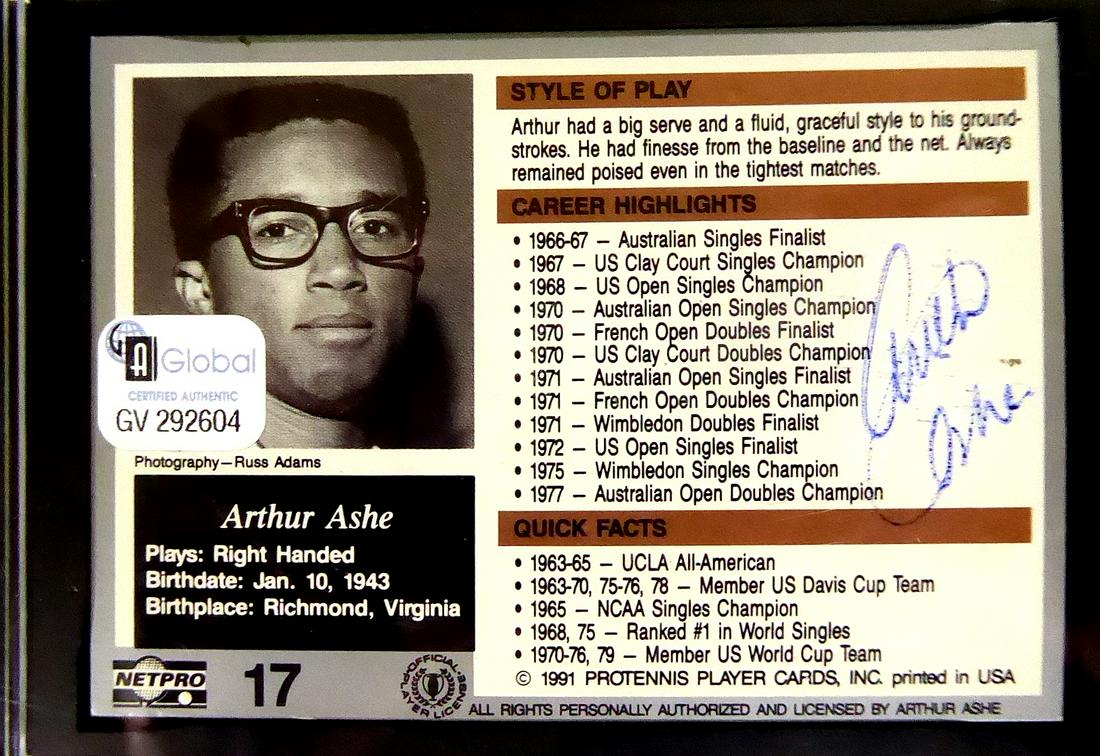 GA Global
CERTIFIED AUTHENTIC
GV 292604
Photography—Russ Adams
Arthur Ashe
Plays: Right Handed
Birthdate: Jan. 10, 1943
Birthplace: Richmond, Virginia
NETPRO
17
OFFICIAL
PLAYER LICENSE
STYLE OF PLAY
Arthur had a big serve and a fluid, graceful style to his ground-
strokes. He had finesse from the baseline and the net. Always
remained poised even in the tightest matches.
CAREER HIGHLIGHTS
• 1966-67 — Australian Singles Finalist
• 1967 — US Clay Court Singles Champion
• 1968 — US Open Singles Champion
• 1970 — Australian Open Singles Champion
• 1970 — French Open Doubles Finalist
• 1970 — US Clay Court Doubles Champion
• 1971 — Australian Open Singles Finalist
• 1971 — French Open Doubles Champion
• 1971 — Wimbledon Doubles Finalist
• 1972 — US Open Singles Finalist
• 1975 — Wimbledon Singles Champion
• 1977 — Australian Open Doubles Champion
Arthur
Ashe
QUICK FACTS
• 1963-65 — UCLA All-American
• 1963-70, 75-76, 78 — Member US Davis Cup Team
• 1965 — NCAA Singles Champion
• 1968, 75 — Ranked #1 in World Singles
• 1970-76, 79 — Member US World Cup Team
© 1991 PROTENNIS PLAYER CARDS, INC. printed in USA
ALL RIGHTS PERSONALLY AUTHORIZED AND LICENSED BY ARTHUR ASHE